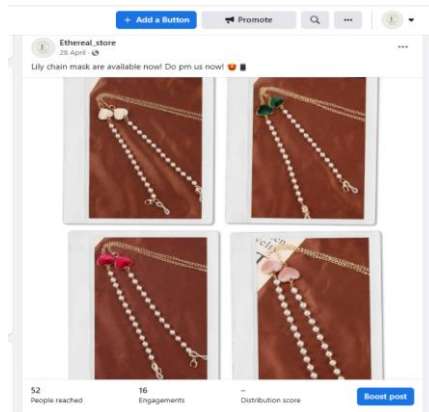 + Add a Button
Promote
Ethereal_store
28 April
Lily chain mask are available now! Do pm us now!
52
16
–
People reached
Engagements
Distribution score
Boost post